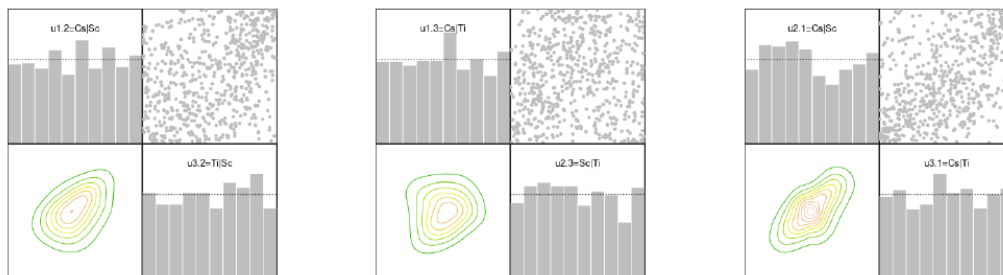 u1.2=Cs|Sc
u3.2=Ti|Sc
u1.3=Cs|Ti
u2.3=Sc|Ti
u2.1=Cs|Sc
u3.1=Cs|Ti